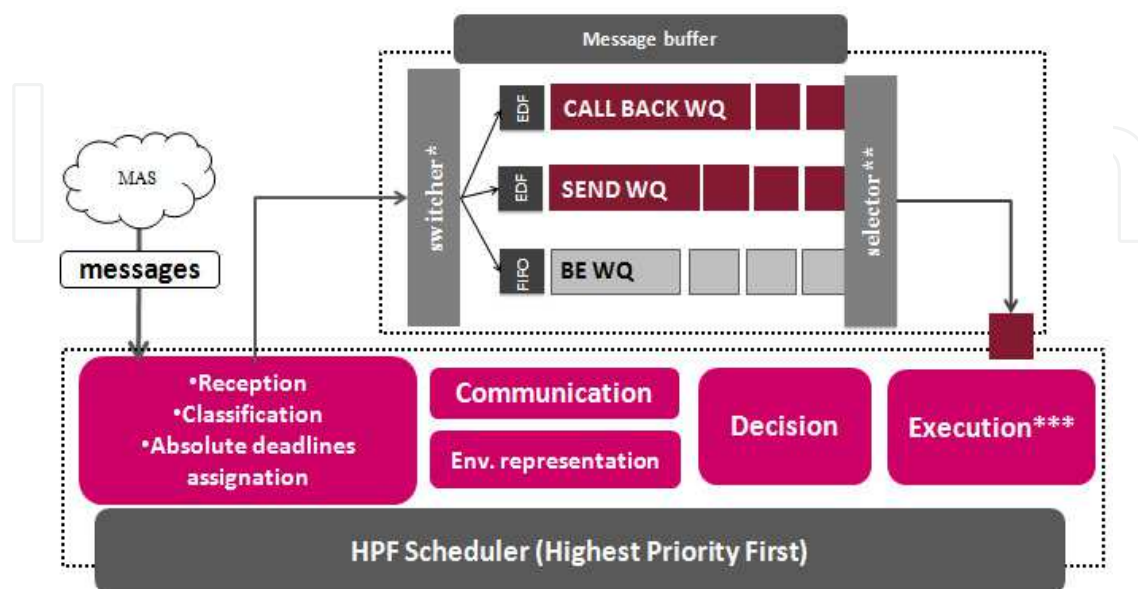 Message buffer
switcher*
EDF
CALL BACK WQ
EDF
SEND WQ
FIFO
BE WQ
selector**
MAS
messages
•Reception
•Classification
•Absolute deadlines
assignation
Communication
Env. representation
Decision
Execution***
HPF Scheduler (Highest Priority First)